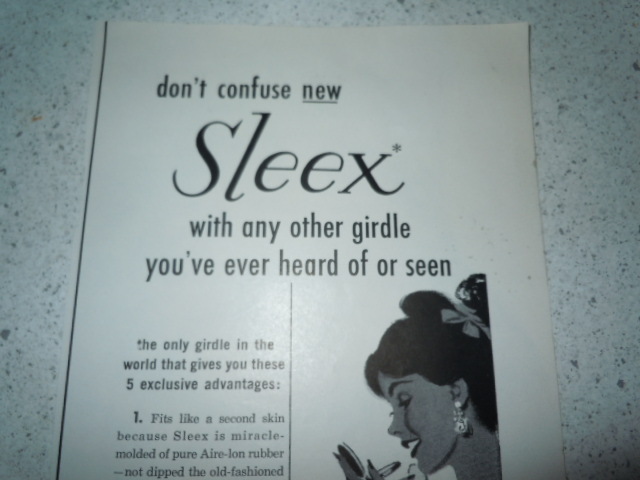 don't confuse new
Sleex*
with any other girdle
you've ever heard of or seen
the only girdle in the
world that gives you these
5 exclusive advantages:
1. Fits like a second skin
because Sleex is miracle-
molded of pure Aire-lon rubber
—not dipped the old-fashioned